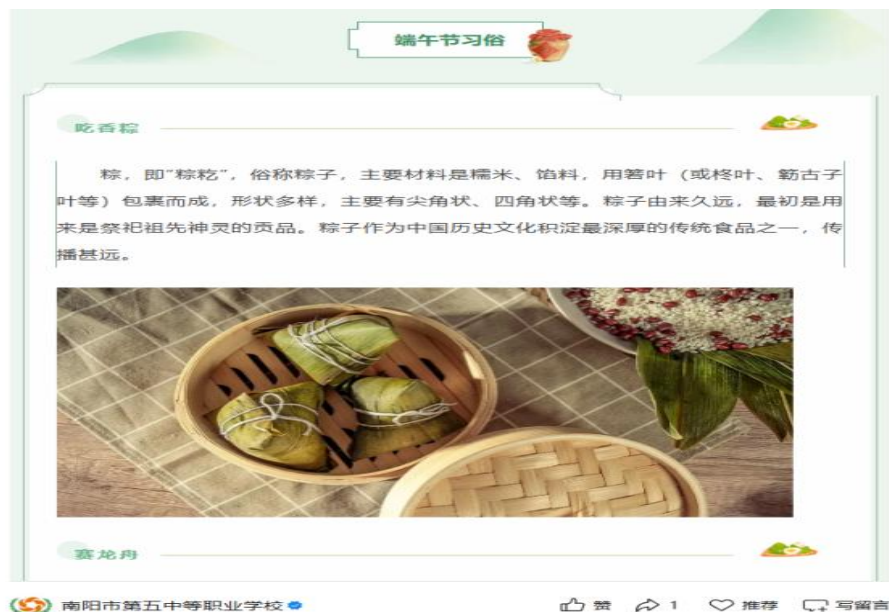 端午节习俗
吃香粽
粽，即“粽籺”，俗称粽子，主要材料是糯米、馅料，用箬叶（或柊叶、簕古子
叶等）包裹而成，形状多样，主要有尖角状、四角状等。粽子由来久远，最初是用
来是祭祀祖先神灵的贡品。粽子作为中国历史文化积淀最深厚的传统食品之一，传
播甚远。
赛龙舟
南阳市第五中等职业学校 赞 1 推荐 写留言